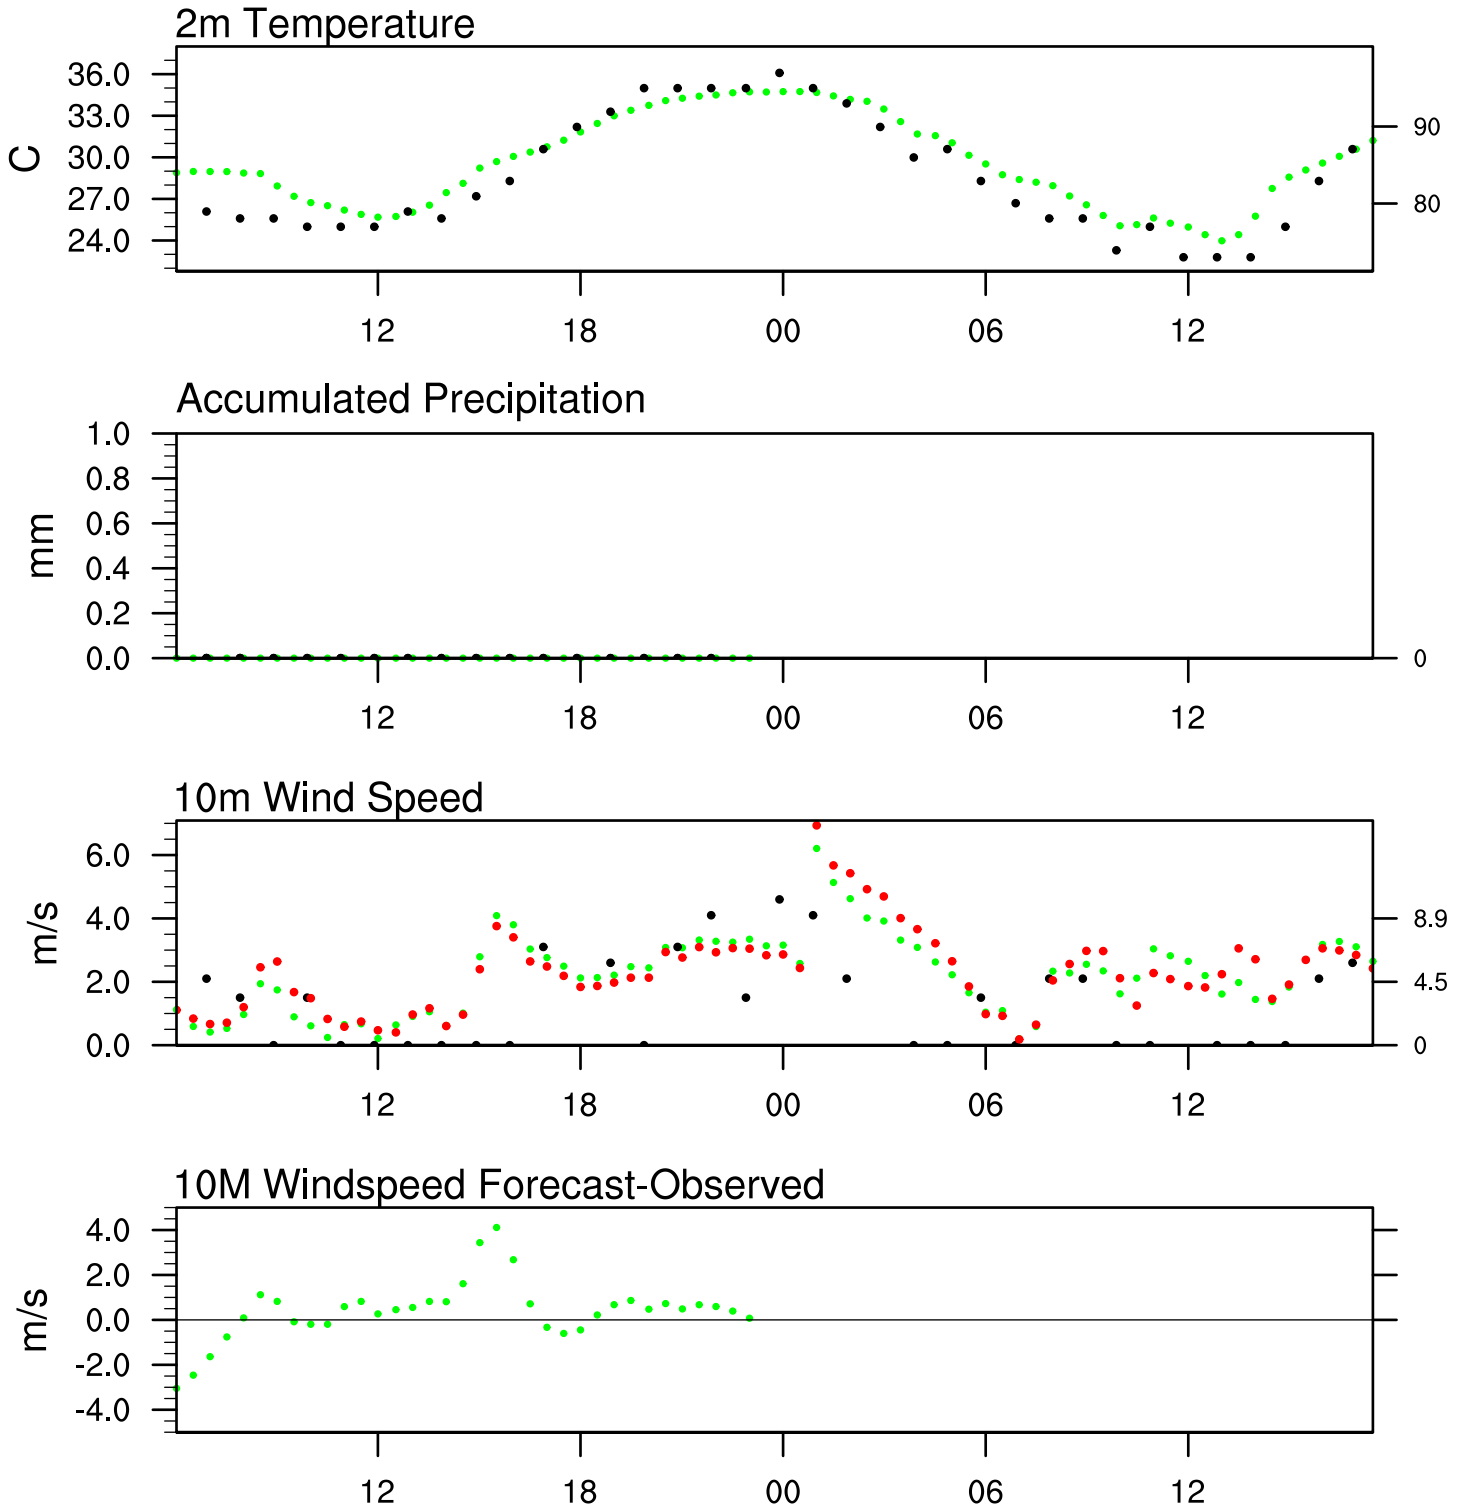 2m Temperature
36.0
33.0
30.0
27.0
24.0
C
90
80
12 18 00 06 12
Accumulated Precipitation
1.0
0.8
0.6
0.4
0.2
0.0
mm
0
12 18 00 06 12
10m Wind Speed
6.0
4.0
2.0
0.0
m/s
8.9
4.5
0
12 18 00 06 12
10M Windspeed Forecast-Observed
4.0
2.0
0.0
-2.0
-4.0
m/s
12 18 00 06 12